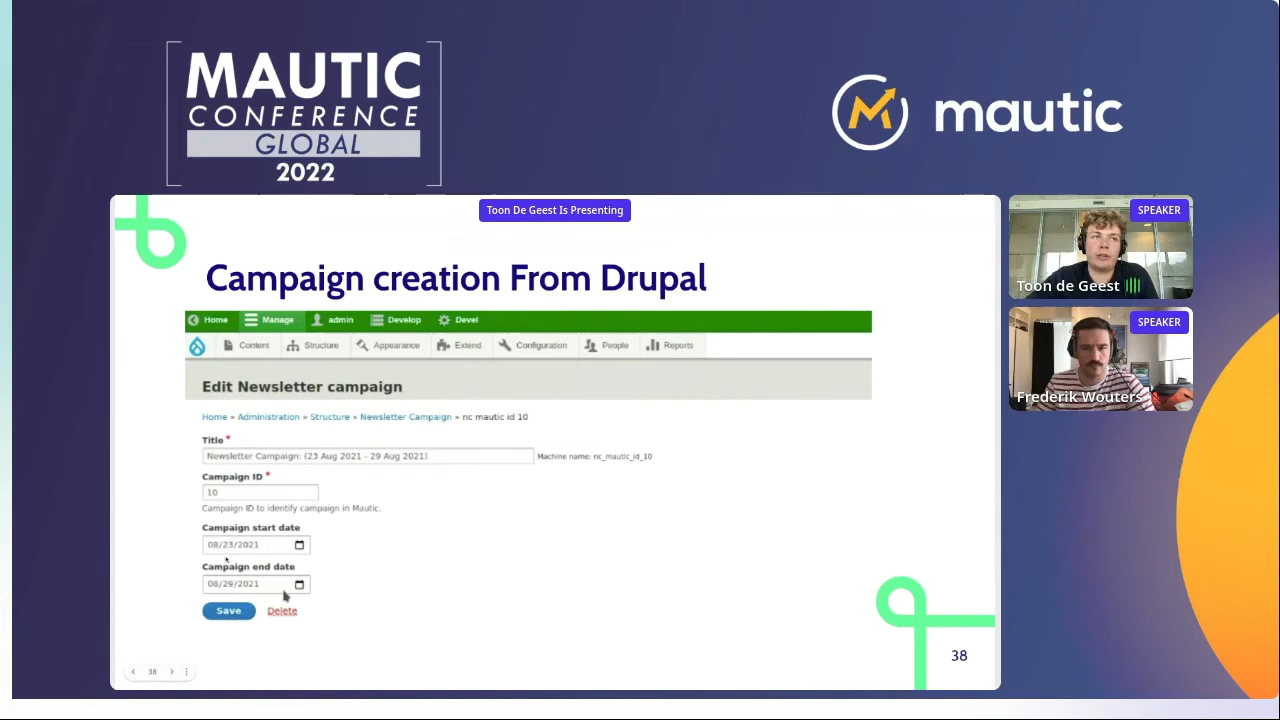 MAUTIC
CONFERENCE
GLOBAL
2022
mautic
Toon De Geest Is Presenting
Campaign creation From Drupal
Home Manage admin Develop Devel
Content Structure Appearance Extend Configuration People Reports
Edit Newsletter campaign
Home » Administration » Structure » Newsletter Campaign » nc mautic id 10
Title *
Newsletter Campaign: (23 Aug 2021 - 29 Aug 2021) Machine name: nc_mautic_id_10
Campaign ID *
10
Campaign ID to identify campaign in Mautic.
Campaign start date
08/23/2021
Campaign end date
08/29/2021
Save Delete
38
38
SPEAKER
Toon de Geest
SPEAKER
Frederik Wouters